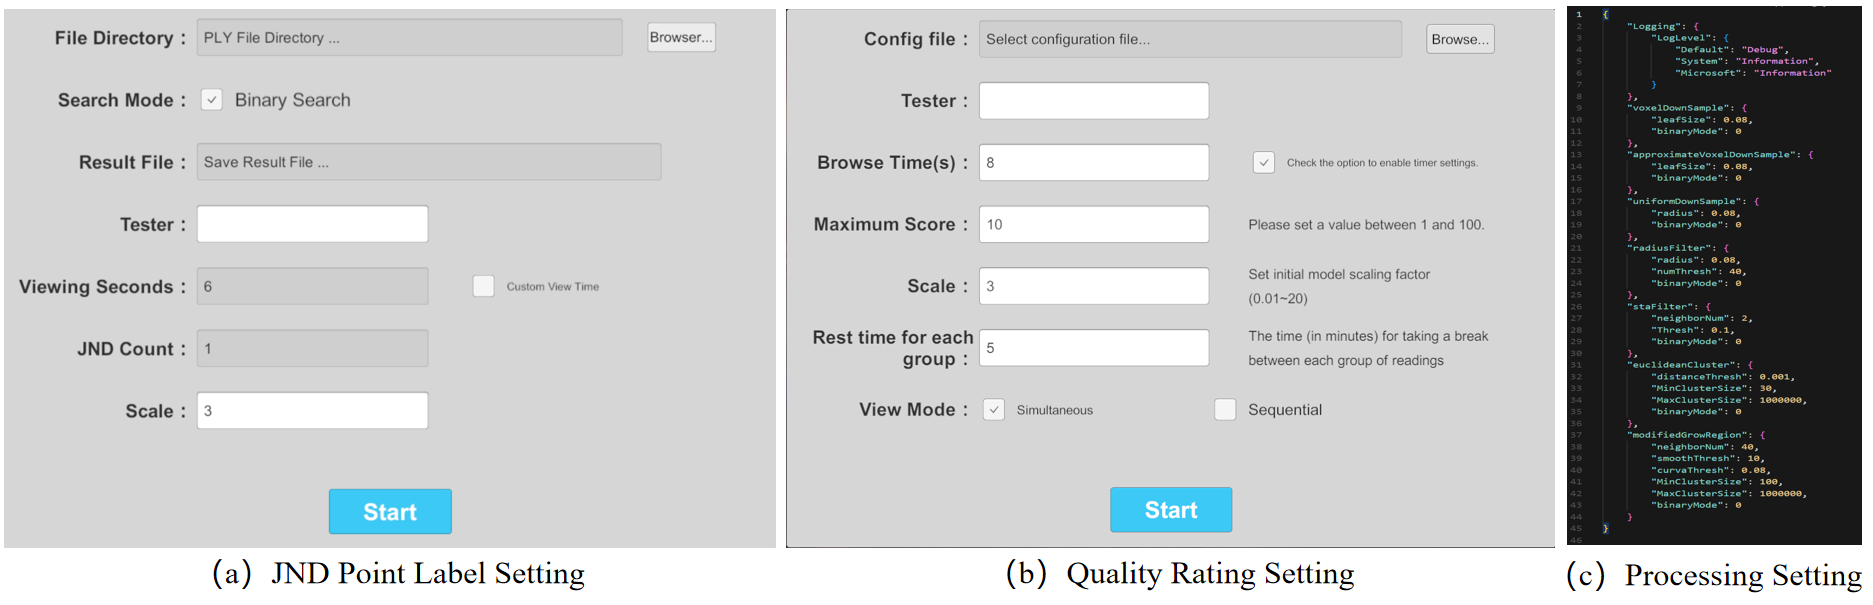 File Directory :
PLY File Directory ...
Browser...
Search Mode :
Binary Search
Result File :
Save Result File ...
Tester :
Viewing Seconds :
6
Custom View Time
JND Count :
1
Scale :
3
Start
(a) JND Point Label Setting
Config file :
Select configuration file...
Browse...
Tester :
Browse Time(s) :
8
Check the option to enable timer settings.
Maximum Score :
10
Please set a value between 1 and 100.
Scale :
3
Set initial model scaling factor
(0.01~20)
Rest time for each
group :
5
The time (in minutes) for taking a break
between each group of readings
View Mode :
Simultaneous
Sequential
Start
(b) Quality Rating Setting
1 {
2 "Logging": {
3 "LogLevel": {
4 "Default": "Debug",
5 "System": "Information",
6 "Microsoft": "Information"
7 }
8 },
9 "voxelDownSample": {
10 "leafSize": 0.08,
11 "binaryMode": 0
12 },
13 "approximateVoxelDownSample": {
14 "leafSize": 0.08,
15 "binaryMode": 0
16 },
17 "uniformDownSample": {
18 "radius": 0.08,
19 "binaryMode": 0
20 },
21 "radiusFilter": {
22 "radius": 0.08,
23 "numThresh": 40,
24 "binaryMode": 0
25 },
26 "staFilter": {
27 "neighborNum": 2,
28 "Thresh": 0.1,
29 "binaryMode": 0
30 },
31 "euclideanCluster": {
32 "distanceThresh": 0.001,
33 "MinClusterSize": 30,
34 "MaxClusterSize": 1000000,
35 "binaryMode": 0
36 },
37 "modifiedGrowRegion": {
38 "neighborNum": 40,
39 "smoothThresh": 10,
40 "curvaThresh": 0.08,
41 "MinClusterSize": 100,
42 "MaxClusterSize": 1000000,
43 "binaryMode": 0
44 }
45 }
46
(c) Processing Setting